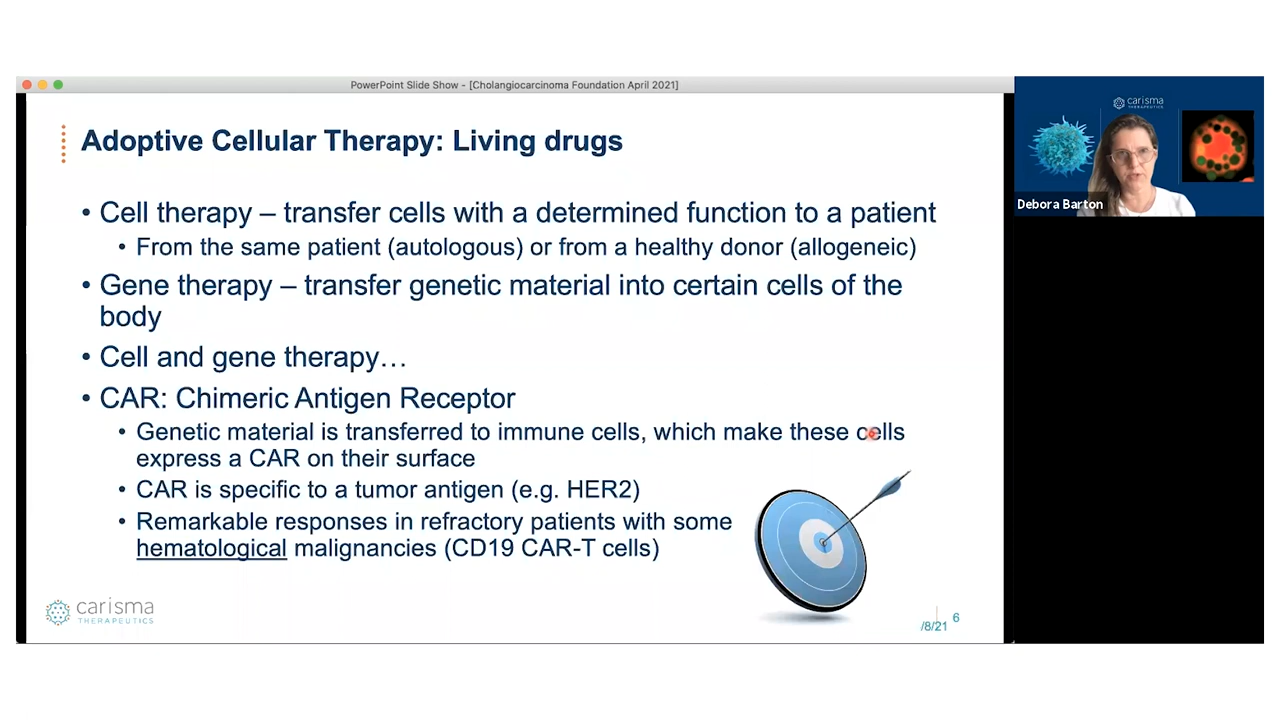 PowerPoint Slide Show - [Cholangiocarcinoma Foundation April 2021]
Adoptive Cellular Therapy: Living drugs
• Cell therapy – transfer cells with a determined function to a patient
• From the same patient (autologous) or from a healthy donor (allogeneic)
• Gene therapy – transfer genetic material into certain cells of the
body
• Cell and gene therapy…
• CAR: Chimeric Antigen Receptor
• Genetic material is transferred to immune cells, which make these cells
express a CAR on their surface
• CAR is specific to a tumor antigen (e.g. HER2)
• Remarkable responses in refractory patients with some
hematological malignancies (CD19 CAR-T cells)
carisma
THERAPEUTICS
/8/21
6
carisma
THERAPEUTICS
Debora Barton